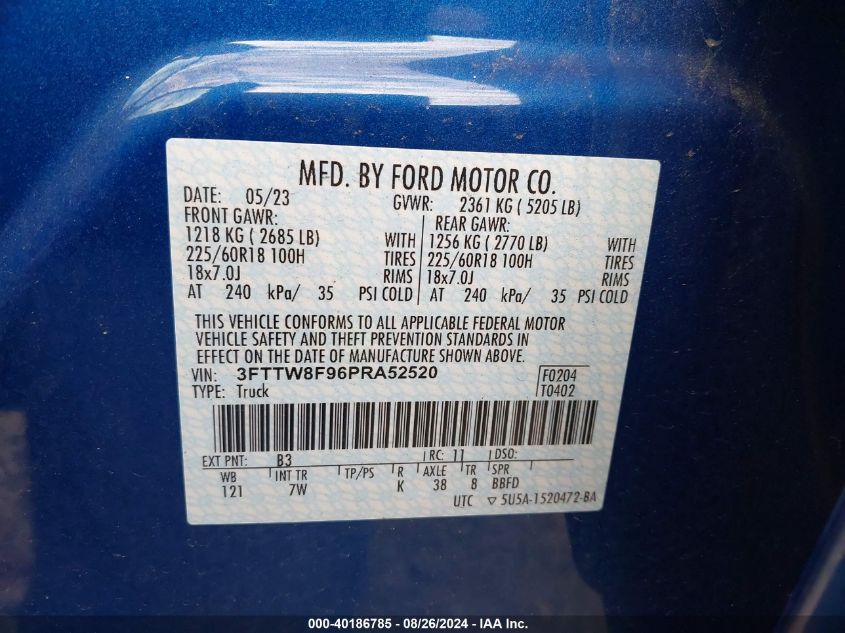 MFD. BY FORD MOTOR CO.
DATE: 05/23 GVWR: 2361 KG ( 5205 LB)
FRONT GAWR: REAR GAWR:
1218 KG ( 2685 LB) WITH 1256 KG ( 2770 LB) WITH
225/60R18 100H TIRES 225/60R18 100H TIRES
18x7.0J RIMS 18x7.0J RIMS
AT 240 kPa/ 35 PSI COLD AT 240 kPa/ 35 PSI COLD
THIS VEHICLE CONFORMS TO ALL APPLICABLE FEDERAL MOTOR
VEHICLE SAFETY AND THEFT PREVENTION STANDARDS IN
EFFECT ON THE DATE OF MANUFACTURE SHOWN ABOVE.
VIN: 3FTTW8F96PRA52520 F0204
TYPE: Truck T0402
EXT PNT: B3 RC: 11 DSO:
WB INT TR TP/PS R AXLE TR SPR
121 7W K 38 8 BBFD
UTC ▽ 5U5A-1520472-BA
000-40186785 - 08/26/2024 - IAA Inc.